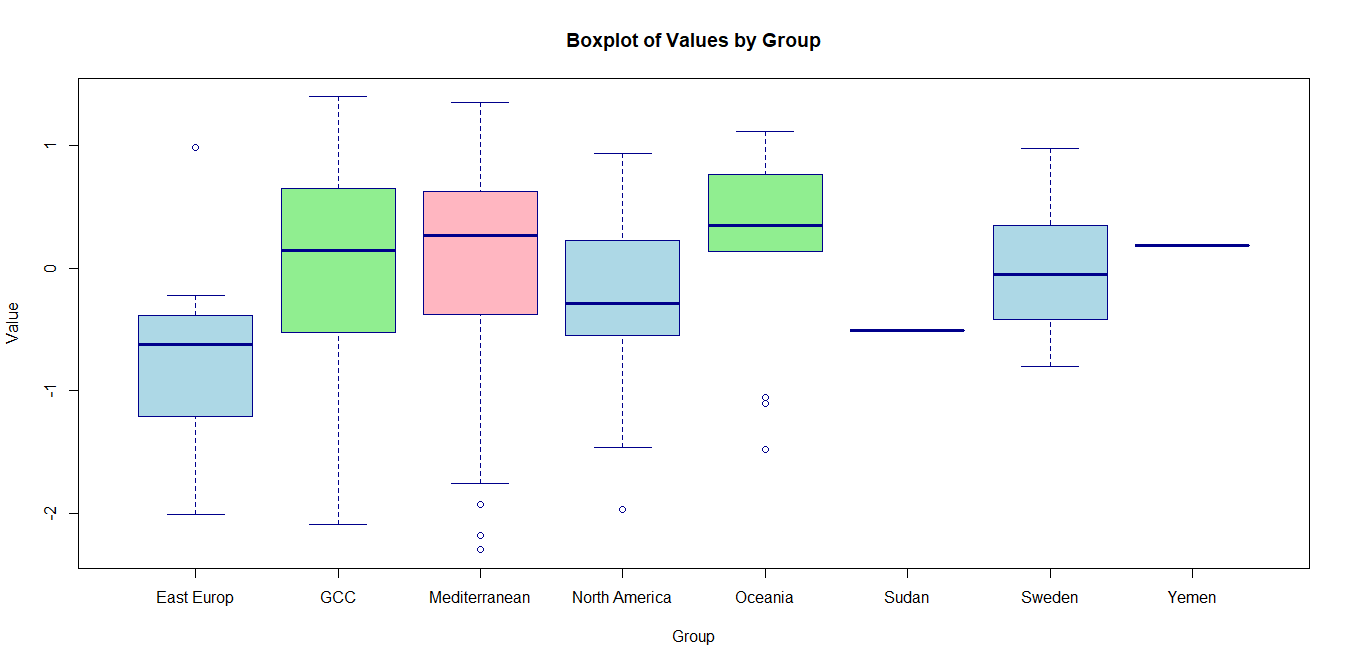 Boxplot of Values by Group
Value
1
0
-1
-2
East Europ GCC Mediterranean North America Oceania Sudan Sweden Yemen
Group